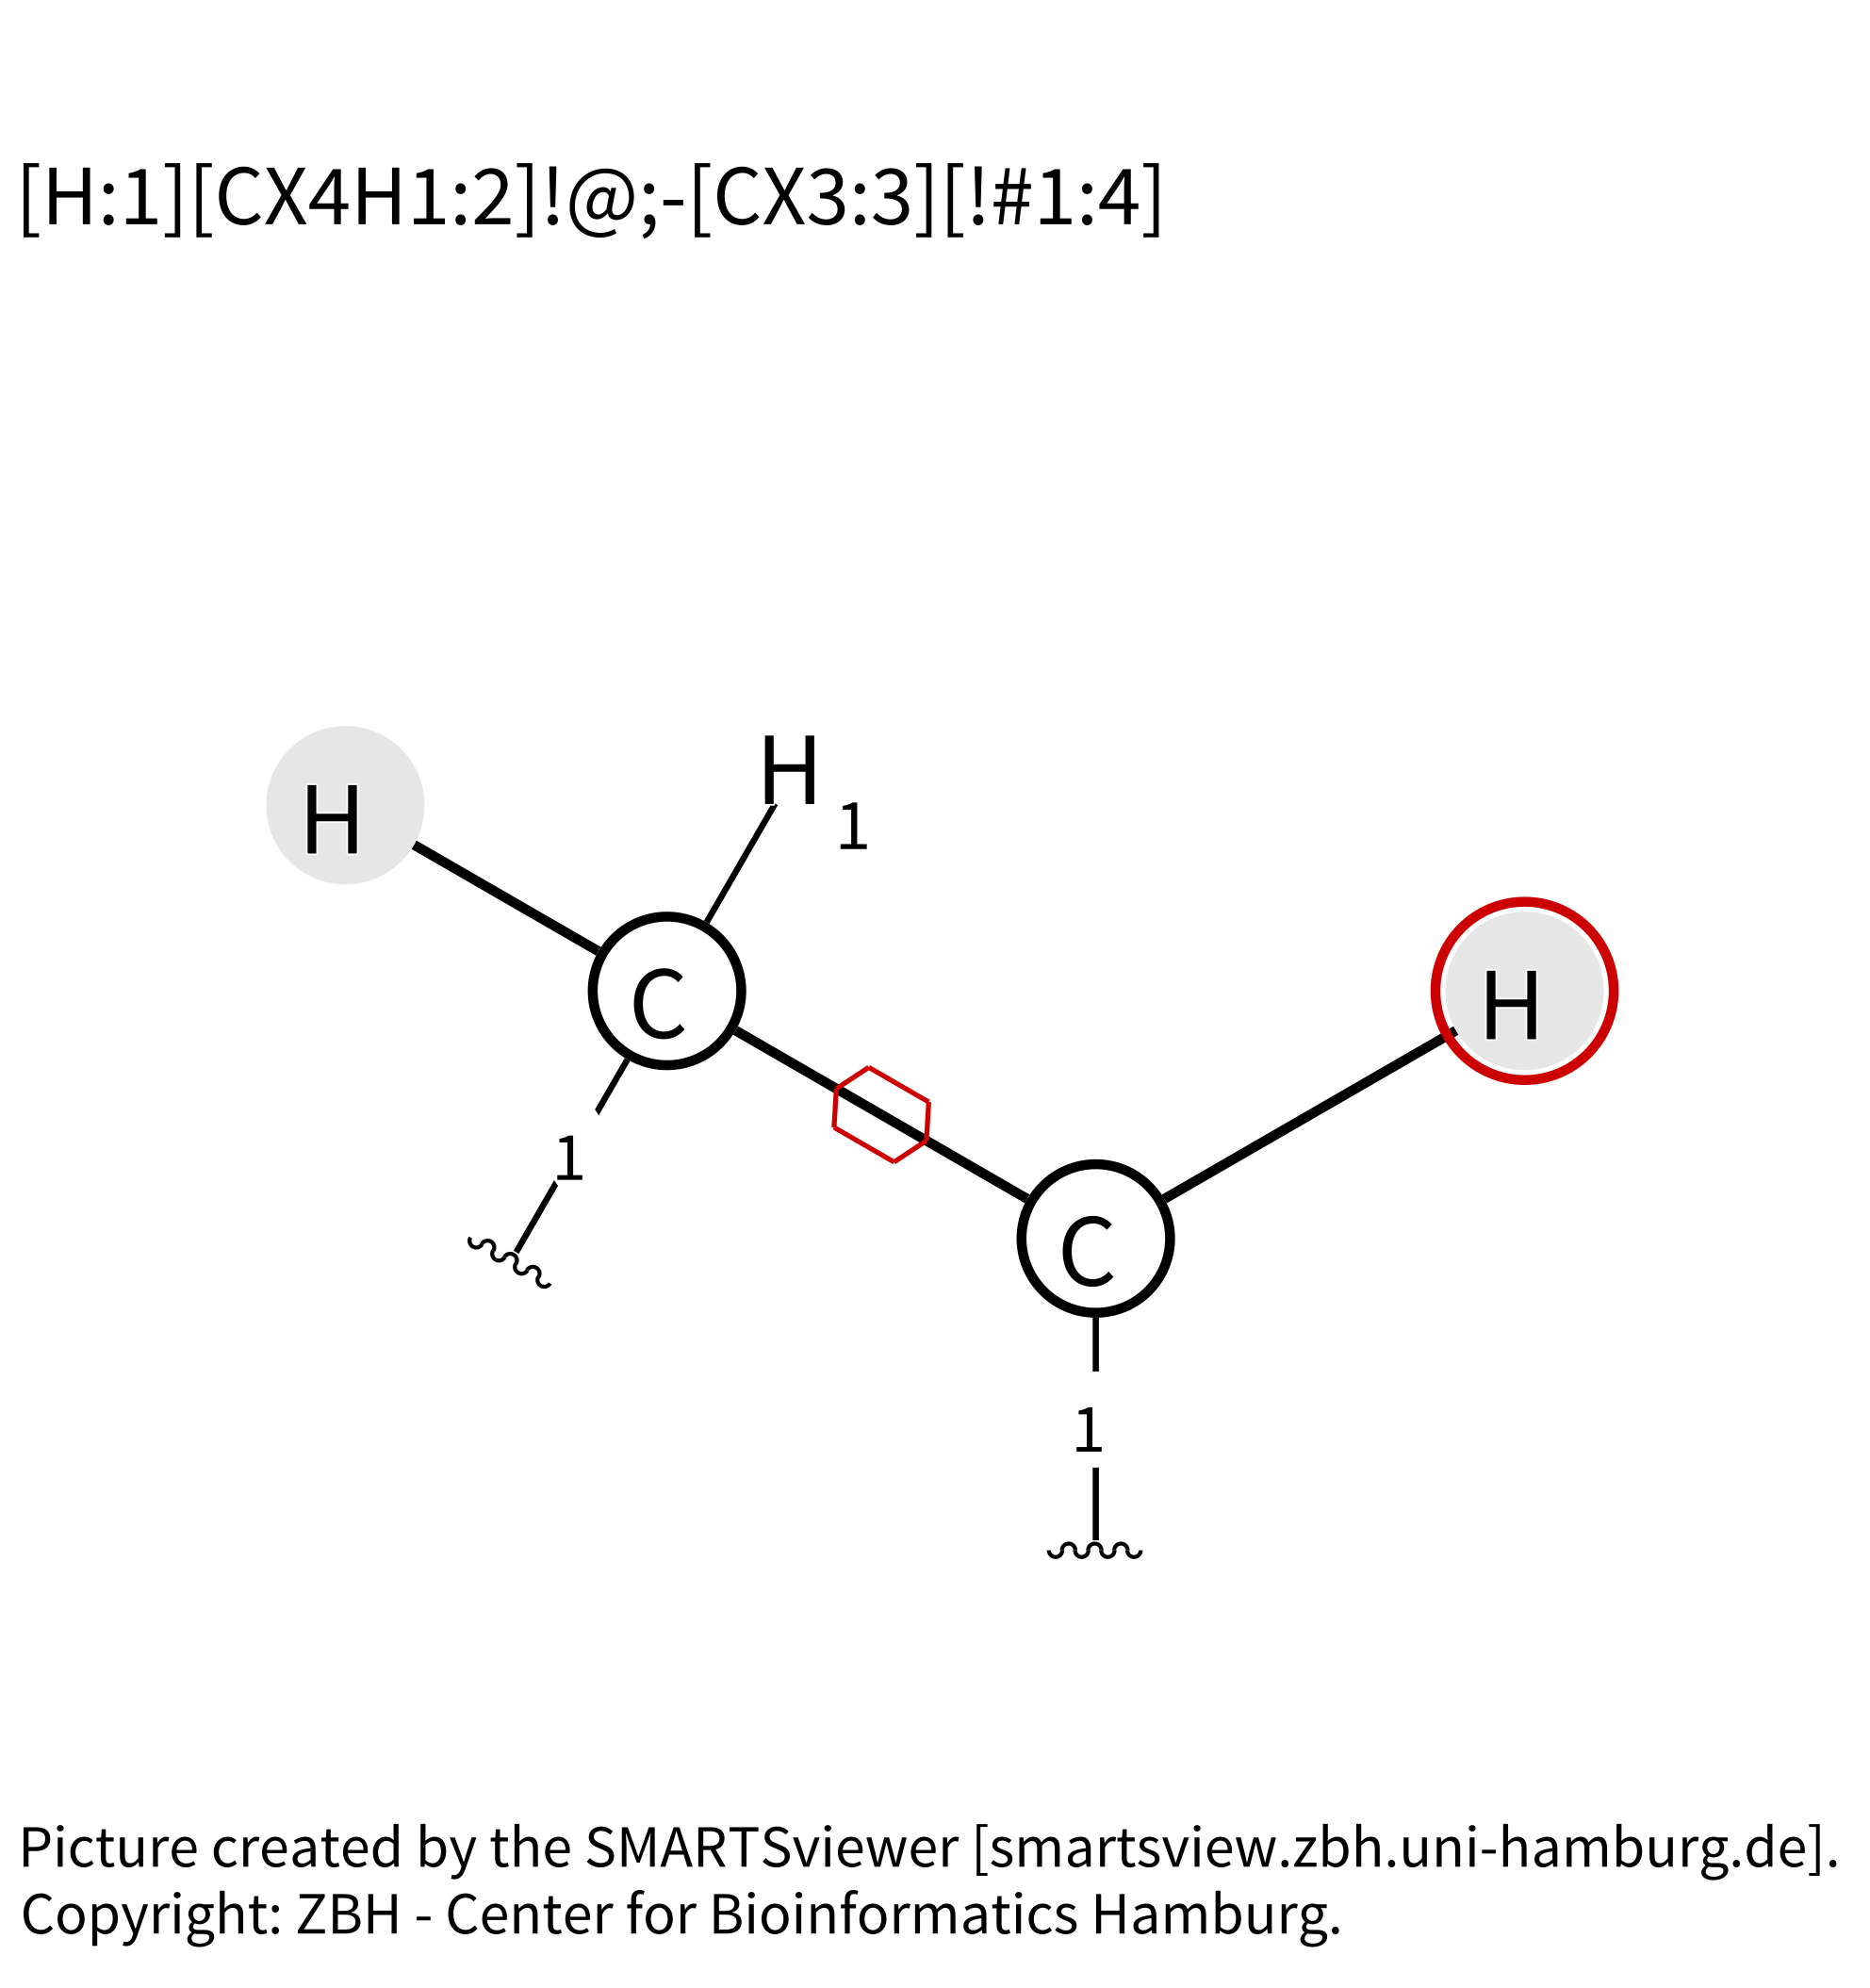 [H:1][CX4H1:2]!@;-[CX3:3][!#1:4]
H
H
1
C
H
1
C
1
Picture created by the SMARTSviewer [smartsview.zbh.uni-hamburg.de].
Copyright: ZBH - Center for Bioinformatics Hamburg.